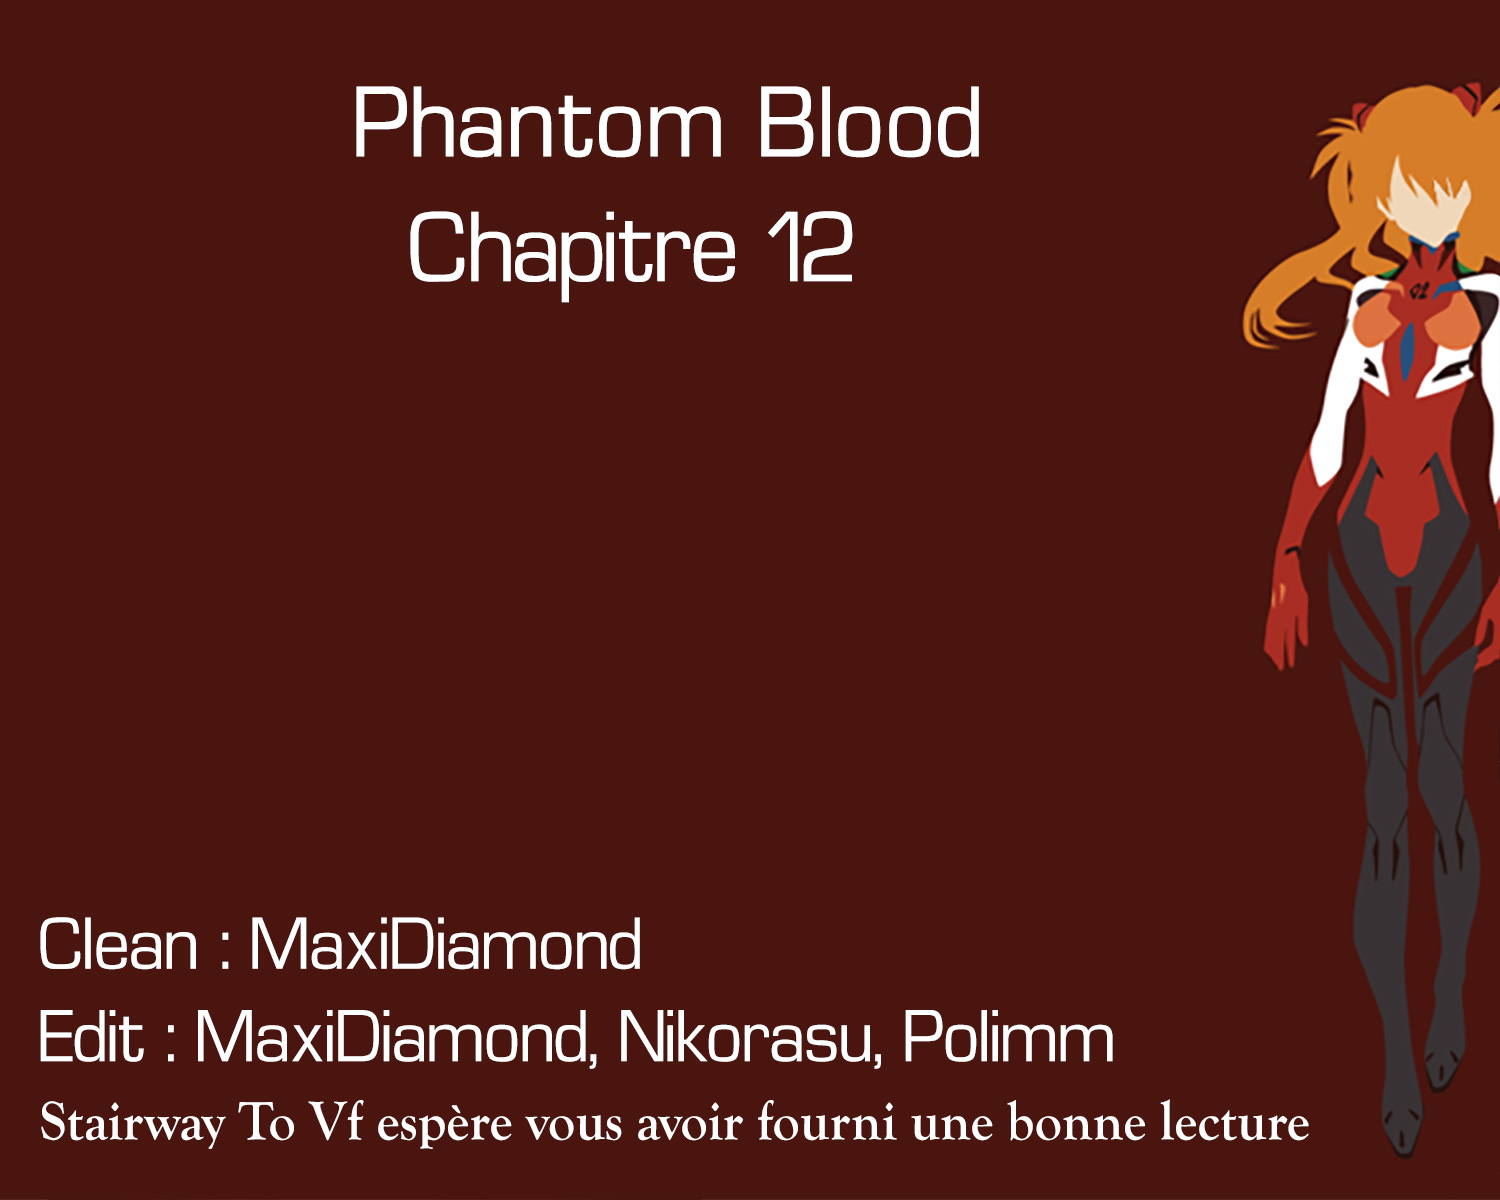 Phantom Blood
Chapitre 12
02
Clean : MaxiDiamond
Edit : MaxiDiamond, Nikorasu, Polimm
Stairway To Vf espère vous avoir fourni une bonne lecture